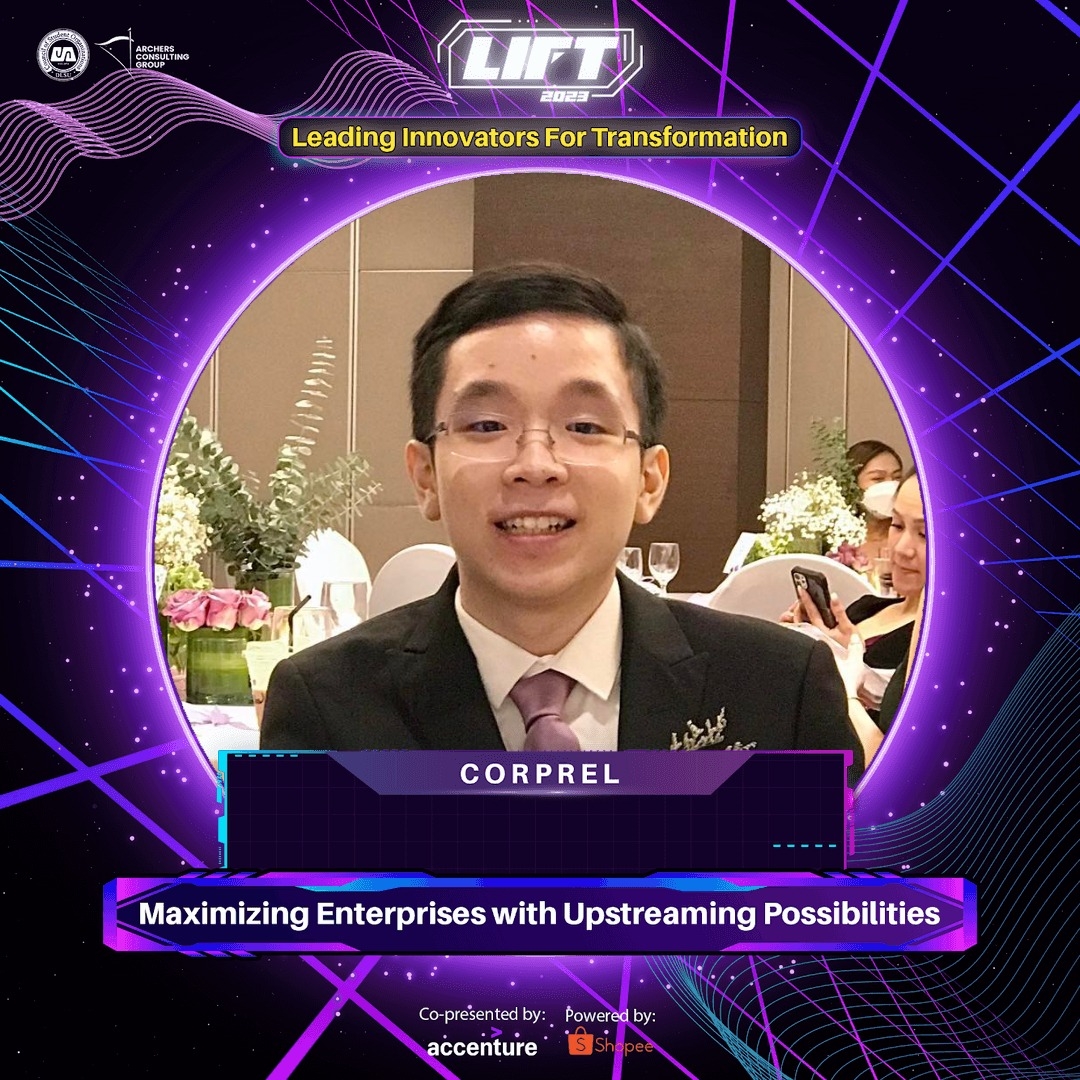 ARCHERS
CONSULTING
GROUP
LIFT
2023
Leading Innovators For Transformation
CORPREL
Maximizing Enterprises with Upstreaming Possibilities
Co-presented by:
accenture
Powered by:
Shopee